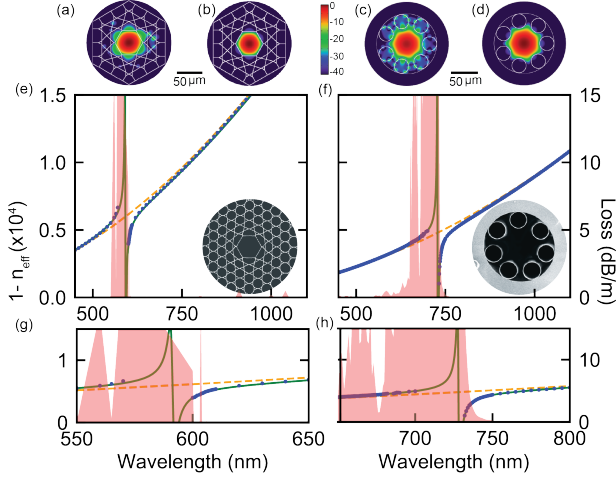 (a) (b) (c) (d)
0
-10
-20
-30
-40
50 μm 50 μm
(e) (f)
1.5 15
1.0 10
0.5 5
0.0 0
1- n_eff (x10⁴)
Loss (dB/m)
500 750 1000 500 750 1000
(g) (h)
1 15
0 0
550 600 650 700 750 800
Wavelength (nm) Wavelength (nm)